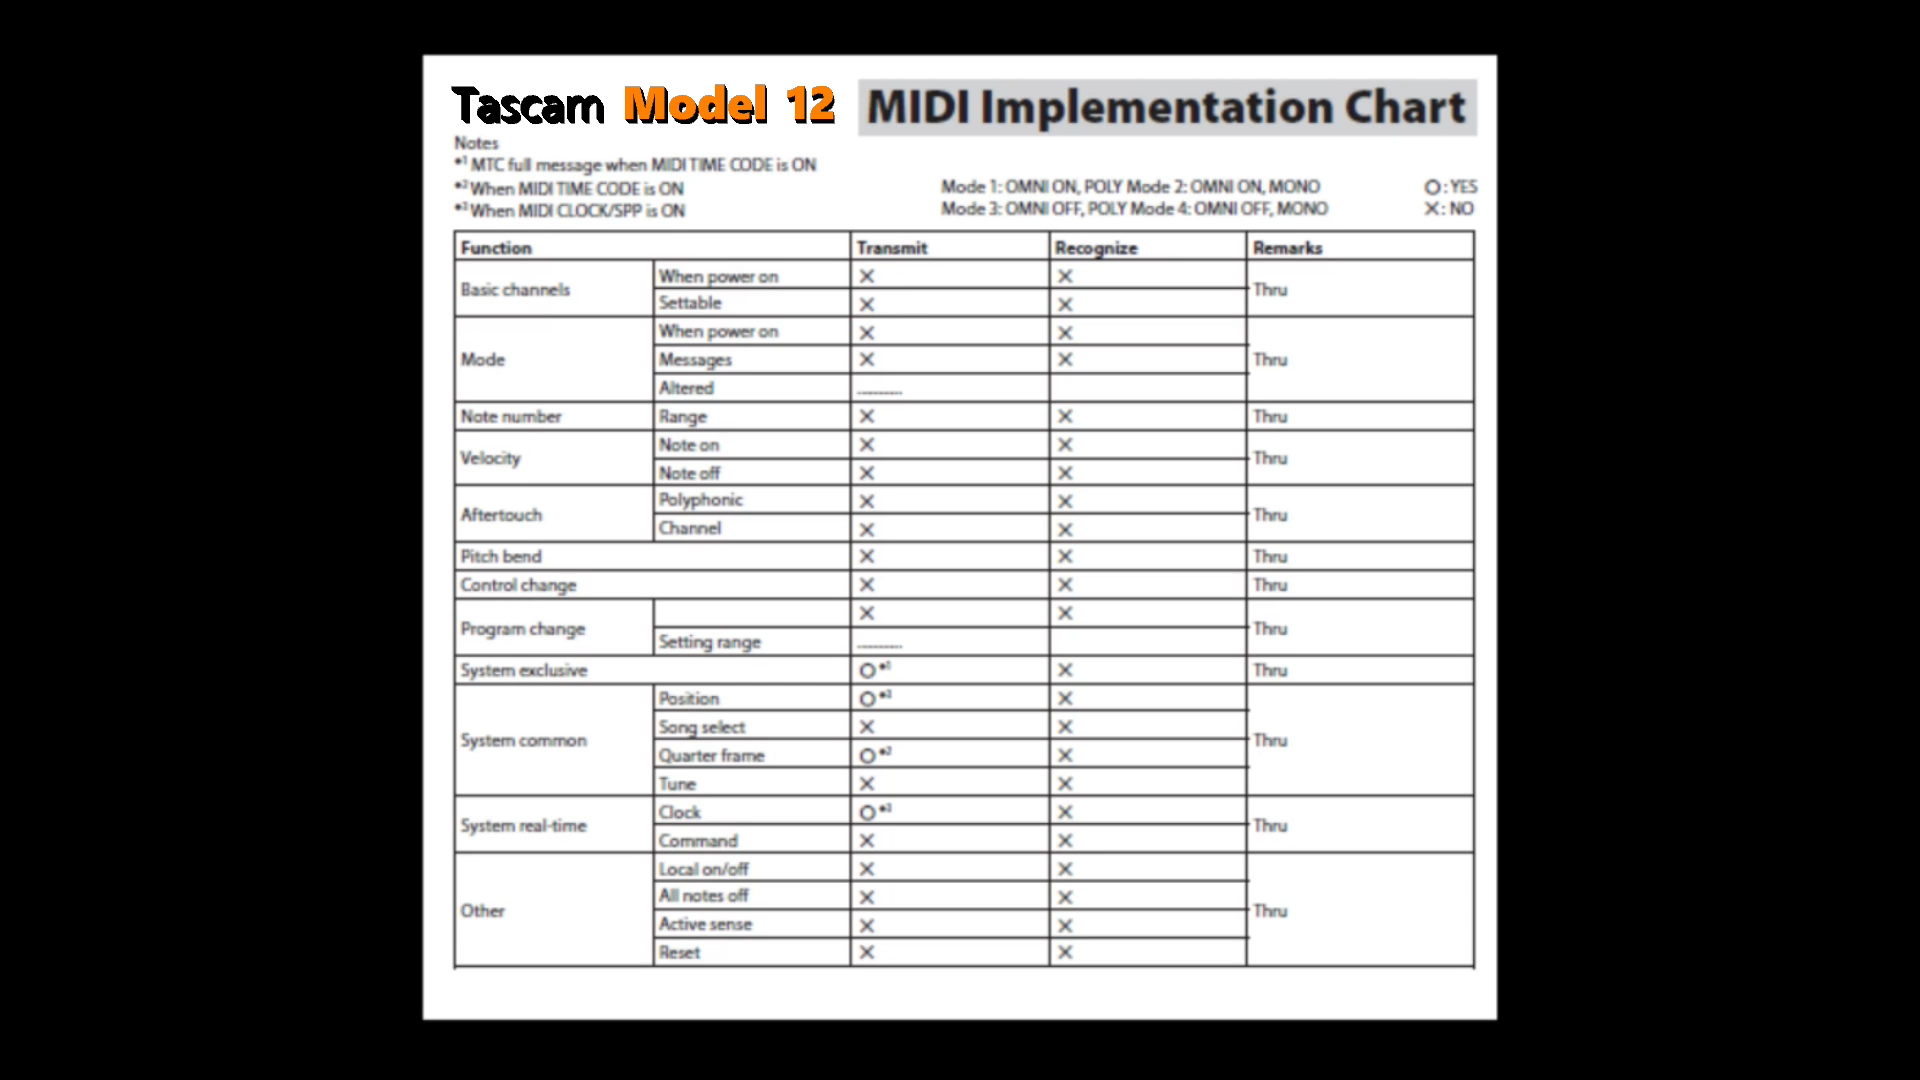 Tascam Model 12 MIDI Implementation Chart
Notes
*1 MTC full message when MIDI TIME CODE is ON
*2 When MIDI TIME CODE is ON Mode 1: OMNI ON, POLY Mode 2: OMNI ON, MONO O: YES
*3 When MIDI CLOCK/SPP is ON Mode 3: OMNI OFF, POLY Mode 4: OMNI OFF, MONO X: NO
Function Transmit Recognize Remarks
Basic channels When power on X X Thru
Settable X X
Mode When power on X X Thru
Messages X X
Altered ..........
Note number Range X X Thru
Velocity Note on X X Thru
Note off X X
Aftertouch Polyphonic X X Thru
Channel X X
Pitch bend X X Thru
Control change X X Thru
Program change X X Thru
Setting range ..........
System exclusive O*1 X Thru
System common Position O*3 X Thru
Song select X X
Quarter frame O*2 X
Tune X X
System real-time Clock O*3 X Thru
Command X X
Other Local on/off X X Thru
All notes off X X
Active sense X X
Reset X X